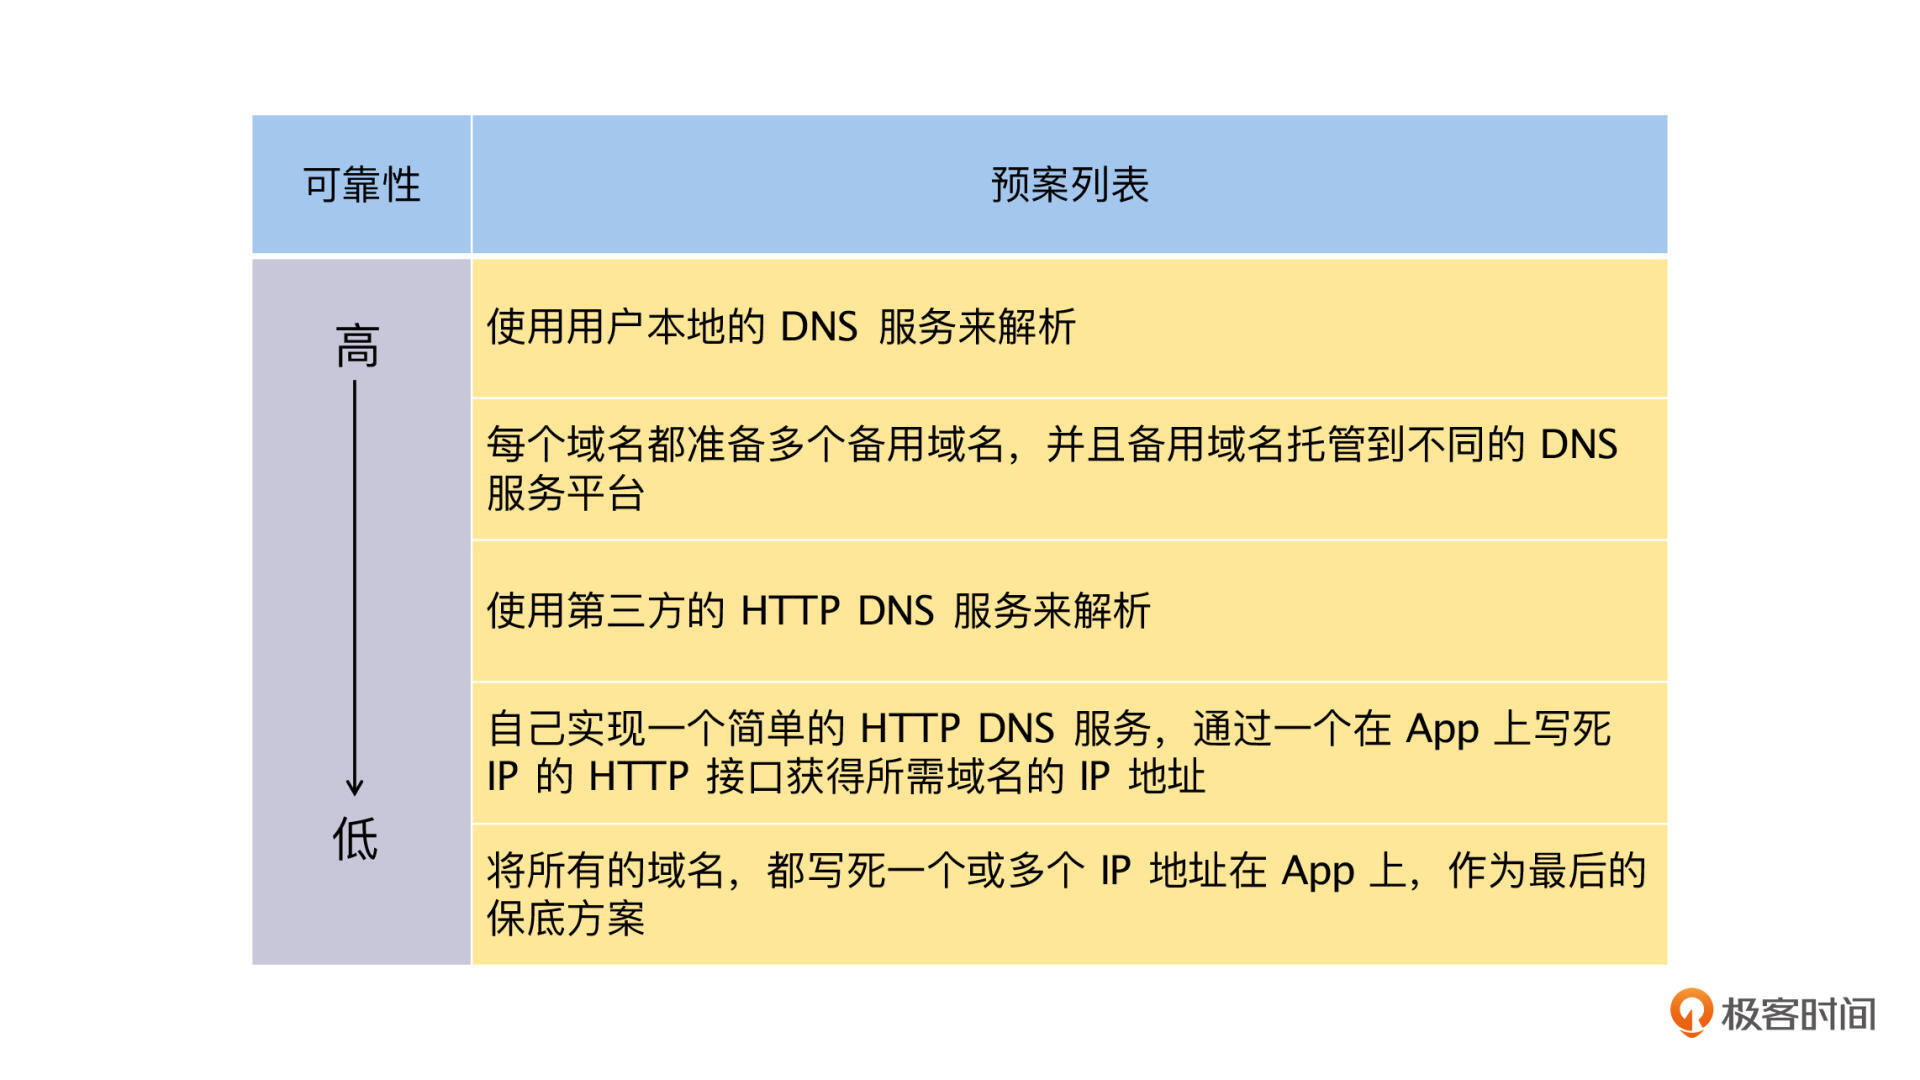 可靠性
预案列表
高
使用用户本地的 DNS 服务来解析
每个域名都准备多个备用域名，并且备用域名托管到不同的 DNS
服务平台
使用第三方的 HTTP DNS 服务来解析
自己实现一个简单的 HTTP DNS 服务，通过一个在 App 上写死
IP 的 HTTP 接口获得所需域名的 IP 地址
低
将所有的域名，都写死一个或多个 IP 地址在 App 上，作为最后的
保底方案
极客时间